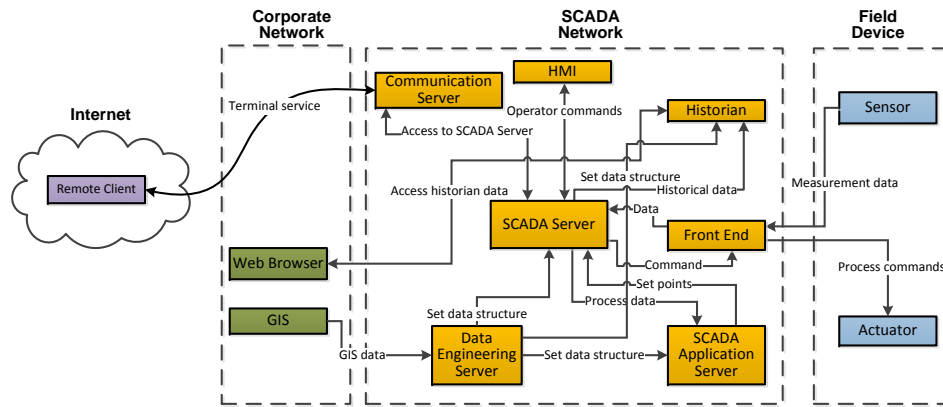 Corporate
Network
SCADA
Network
Field
Device
Internet
Terminal service
Communication
Server
HMI
Operator commands
Historian
Sensor
Access to SCADA Server
Remote Client
Access historian data
Set data structure
Historical data
Measurement data
SCADA Server
Data
Front End
Web Browser
Command
Process commands
Set points
Process data
GIS
Set data structure
GIS data
Data
Engineering
Server
Set data structure
SCADA
Application
Server
Actuator